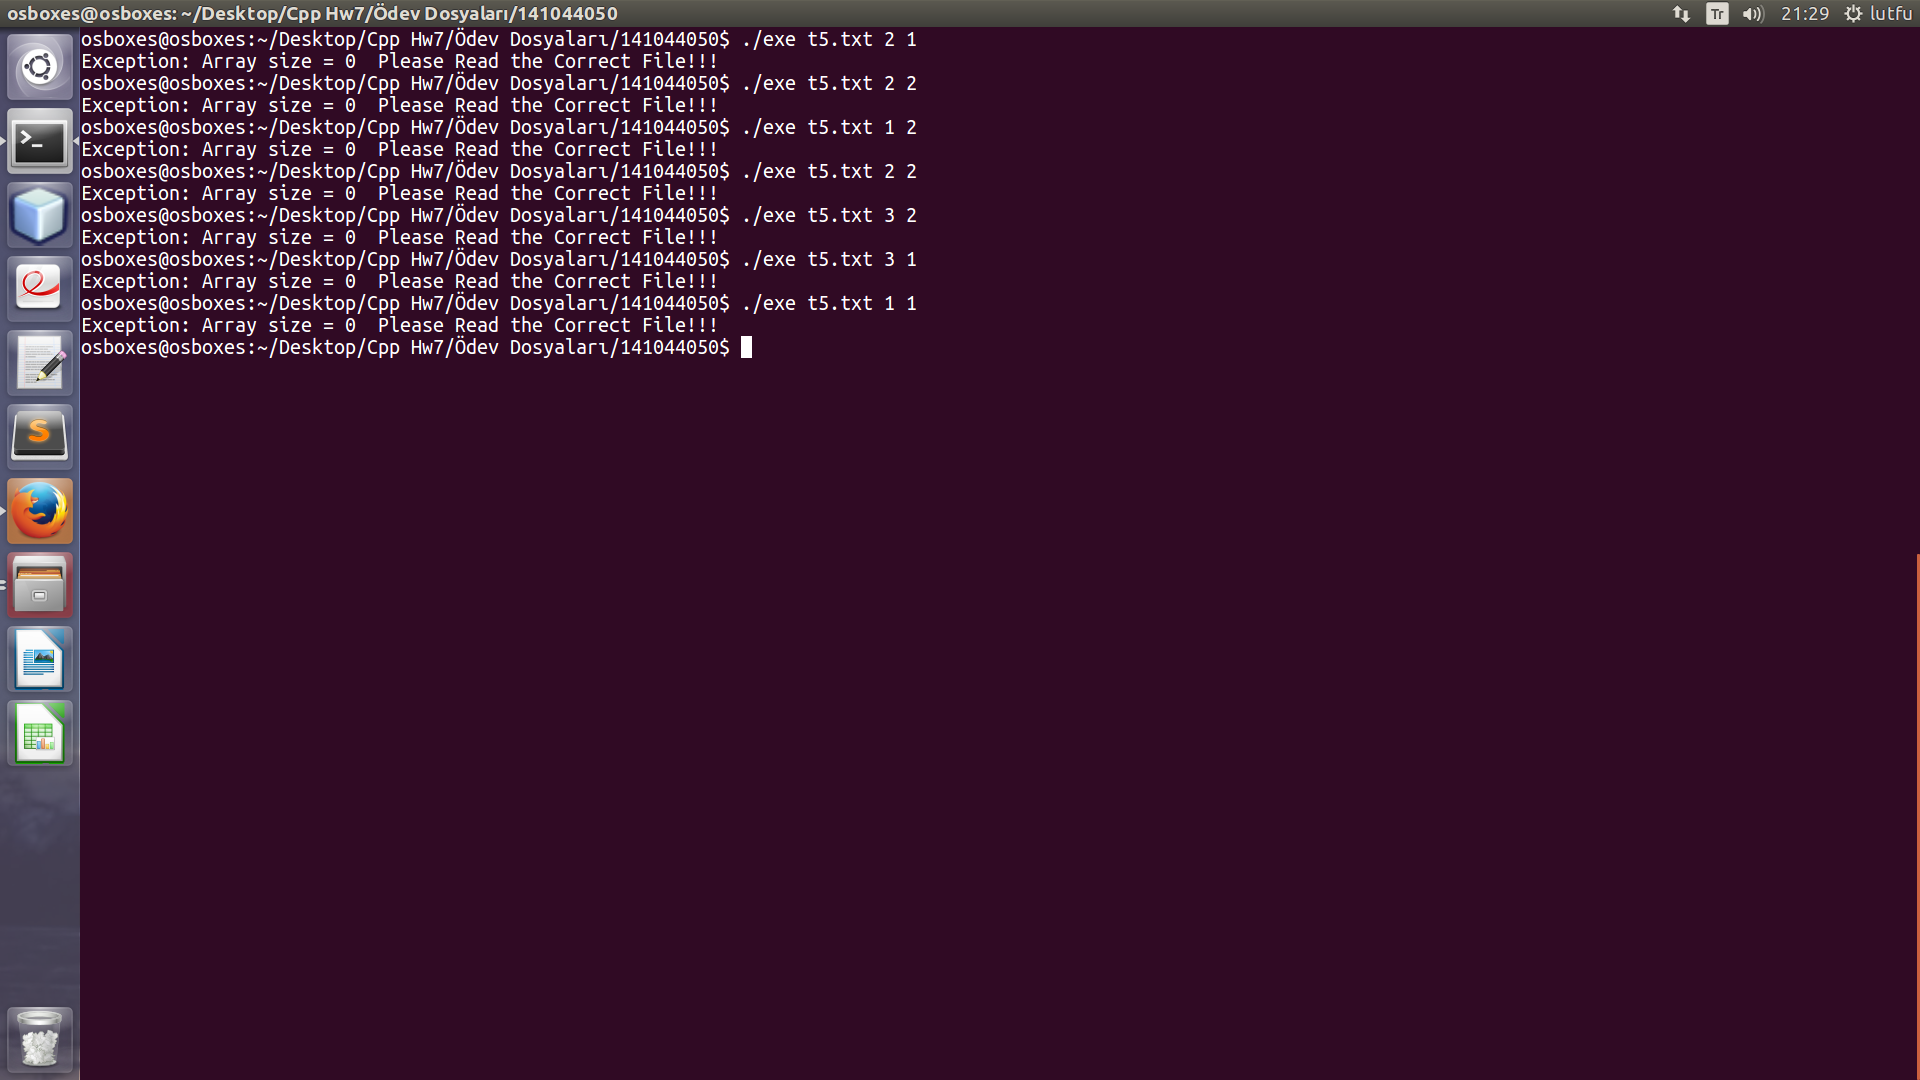 osboxes@osboxes: ~/Desktop/Cpp Hw7/Ödev Dosyaları/141044050
Tr
21:29
lutfu
osboxes@osboxes:~/Desktop/Cpp Hw7/Ödev Dosyaları/141044050$ ./exe t5.txt 2 1
Exception: Array size = 0  Please Read the Correct File!!!
osboxes@osboxes:~/Desktop/Cpp Hw7/Ödev Dosyaları/141044050$ ./exe t5.txt 2 2
Exception: Array size = 0  Please Read the Correct File!!!
osboxes@osboxes:~/Desktop/Cpp Hw7/Ödev Dosyaları/141044050$ ./exe t5.txt 1 2
Exception: Array size = 0  Please Read the Correct File!!!
osboxes@osboxes:~/Desktop/Cpp Hw7/Ödev Dosyaları/141044050$ ./exe t5.txt 2 2
Exception: Array size = 0  Please Read the Correct File!!!
osboxes@osboxes:~/Desktop/Cpp Hw7/Ödev Dosyaları/141044050$ ./exe t5.txt 3 2
Exception: Array size = 0  Please Read the Correct File!!!
osboxes@osboxes:~/Desktop/Cpp Hw7/Ödev Dosyaları/141044050$ ./exe t5.txt 3 1
Exception: Array size = 0  Please Read the Correct File!!!
osboxes@osboxes:~/Desktop/Cpp Hw7/Ödev Dosyaları/141044050$ ./exe t5.txt 1 1
Exception: Array size = 0  Please Read the Correct File!!!
osboxes@osboxes:~/Desktop/Cpp Hw7/Ödev Dosyaları/141044050$